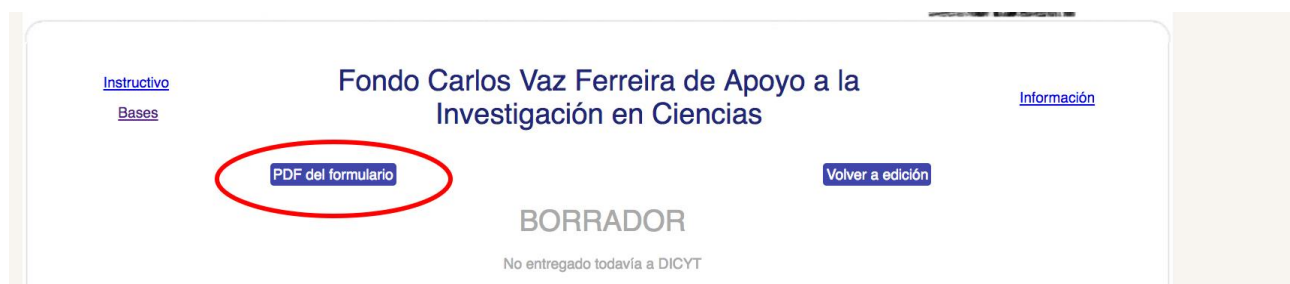 Instructivo
Bases
Fondo Carlos Vaz Ferreira de Apoyo a la
Investigación en Ciencias
Información
PDF del formulario
Volver a edición
BORRADOR
No entregado todavía a DICYT